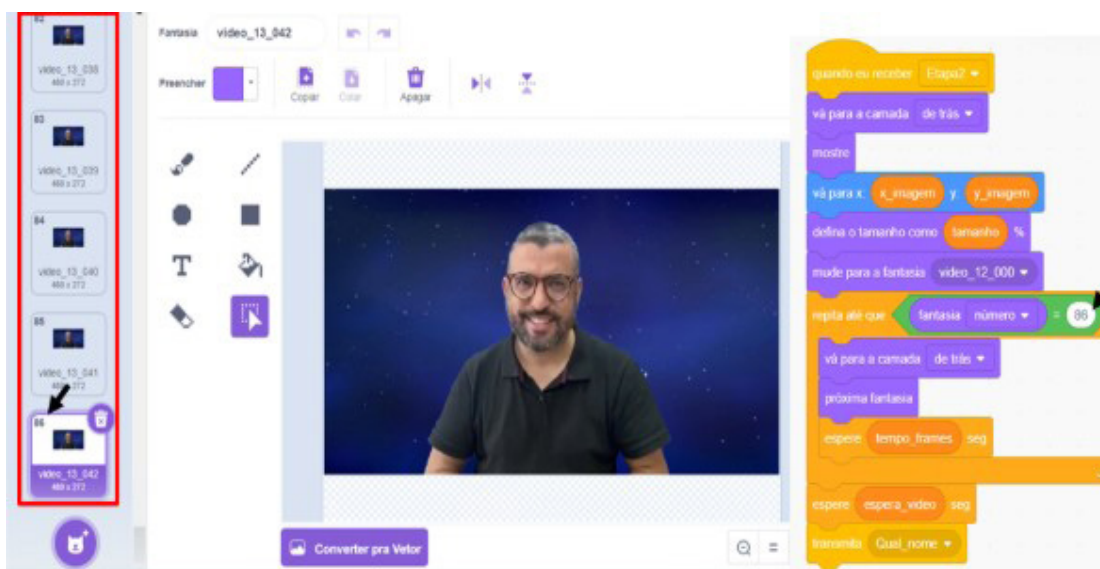 82
video_13_038
480 x 272
83
video_13_039
480 x 272
84
video_13_040
480 x 272
85
video_13_041
480 x 272
86
video_13_042
480 x 272
Fantasia video_13_042
Preencher
Copiar Colar Apagar
T
Converter pra Vetor
=
quando eu receber Etapa2
vá para a camada de trás
mostre
vá para x: x_imagem y: y_imagem
defina o tamanho como tamanho %
mude para a fantasia video_12_000
repita até que fantasia número = 86
vá para a camada de trás
próxima fantasia
espere tempo_frames seg
espere espera_video seg
transmita Qual_nome